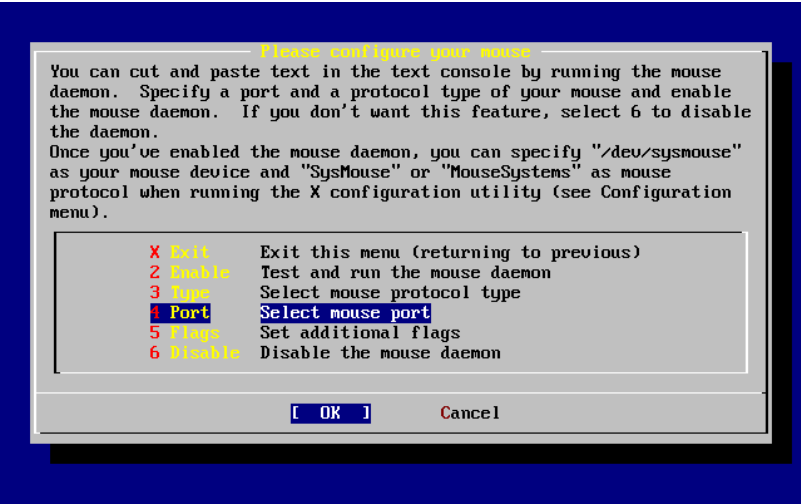 Please configure your mouse
You can cut and paste text in the text console by running the mouse
daemon.  Specify a port and a protocol type of your mouse and enable
the mouse daemon.  If you don't want this feature, select 6 to disable
the daemon.
Once you've enabled the mouse daemon, you can specify "/dev/sysmouse"
as your mouse device and "SysMouse" or "MouseSystems" as mouse
protocol when running the X configuration utility (see Configuration
menu).
X Exit     Exit this menu (returning to previous)
2 Enable   Test and run the mouse daemon
3 Type     Select mouse protocol type
4 Port     Select mouse port
5 Flags    Set additional flags
6 Disable  Disable the mouse daemon
[  OK  ]       Cancel